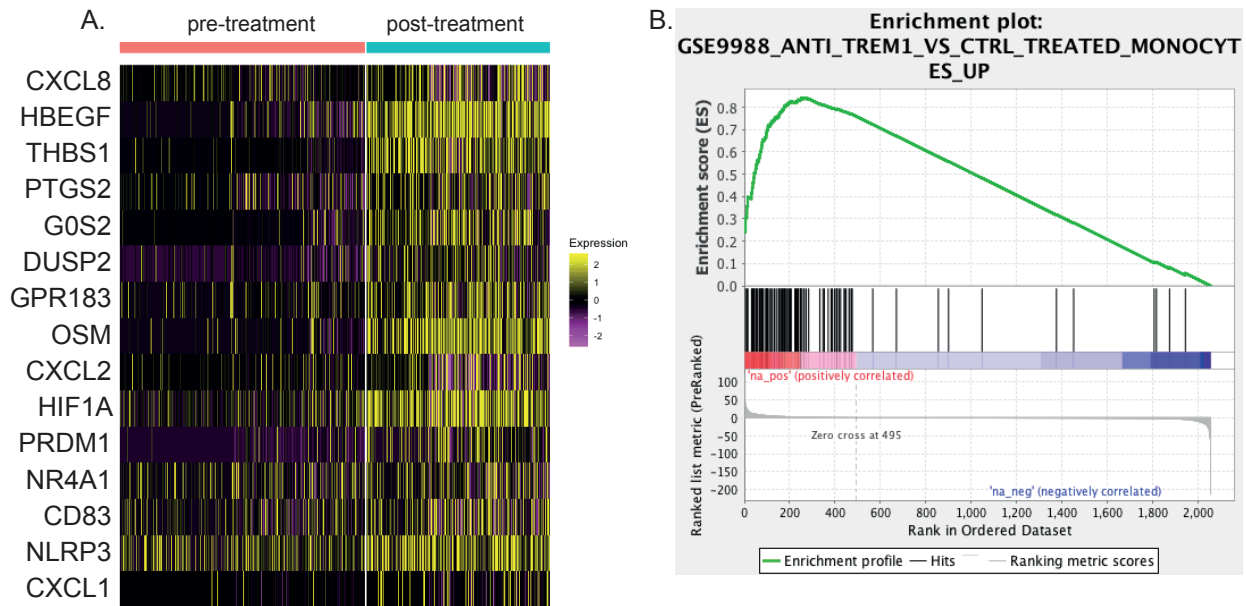 A.
pre-treatment
post-treatment
CXCL8
HBEGF
THBS1
PTGS2
G0S2
DUSP2
GPR183
OSM
CXCL2
HIF1A
PRDM1
NR4A1
CD83
NLRP3
CXCL1
Expression
2
1
0
-1
-2
B.
Enrichment plot:
GSE9988_ANTI_TREM1_VS_CTRL_TREATED_MONOCYT
ES_UP
Enrichment score (ES)
0.8
0.7
0.6
0.5
0.4
0.3
0.2
0.1
0.0
'na_pos' (positively correlated)
Ranked list metric (PreRanked)
100
50
0
-50
-100
-150
-200
Zero cross at 495
'na_neg' (negatively correlated)
0 200 400 600 800 1,000 1,200 1,400 1,600 1,800 2,000
Rank in Ordered Dataset
Enrichment profile Hits Ranking metric scores